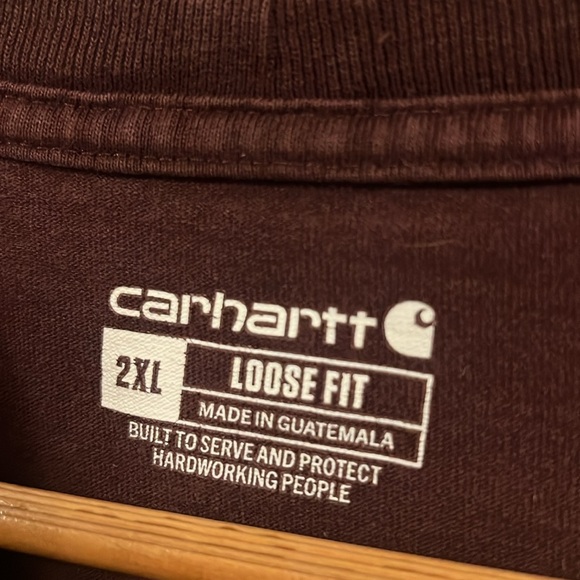 carhartt
2XL
LOOSE FIT
MADE IN GUATEMALA
BUILT TO SERVE AND PROTECT
HARDWORKING PEOPLE